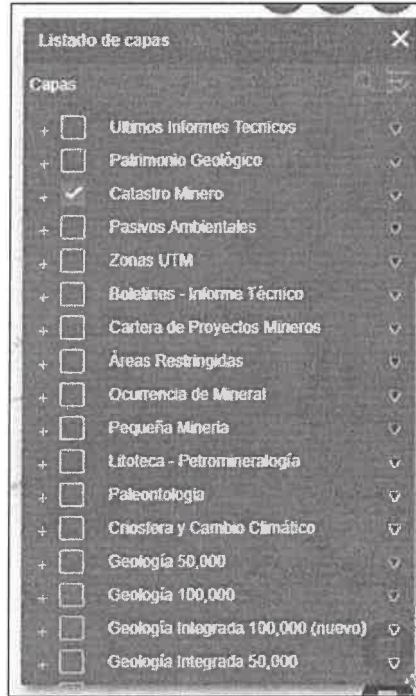 Listado de capas
Capas
Ultimos Informes Tecnicos
Patrimonio Geológico
Catastro Minero
Pasivos Ambientales
Zonas UTM
Boletines - Informe Técnico
Cartera de Proyectos Mineros
Áreas Restringidas
Ocurrencia de Mineral
Pequeña Mineria
Litoteca - Petromineralogía
Paleontología
Criosfera y Cambio Climático
Geología 50,000
Geología 100,000
Geología Integrada 100,000 (nuevo)
Geología Integrada 50,000